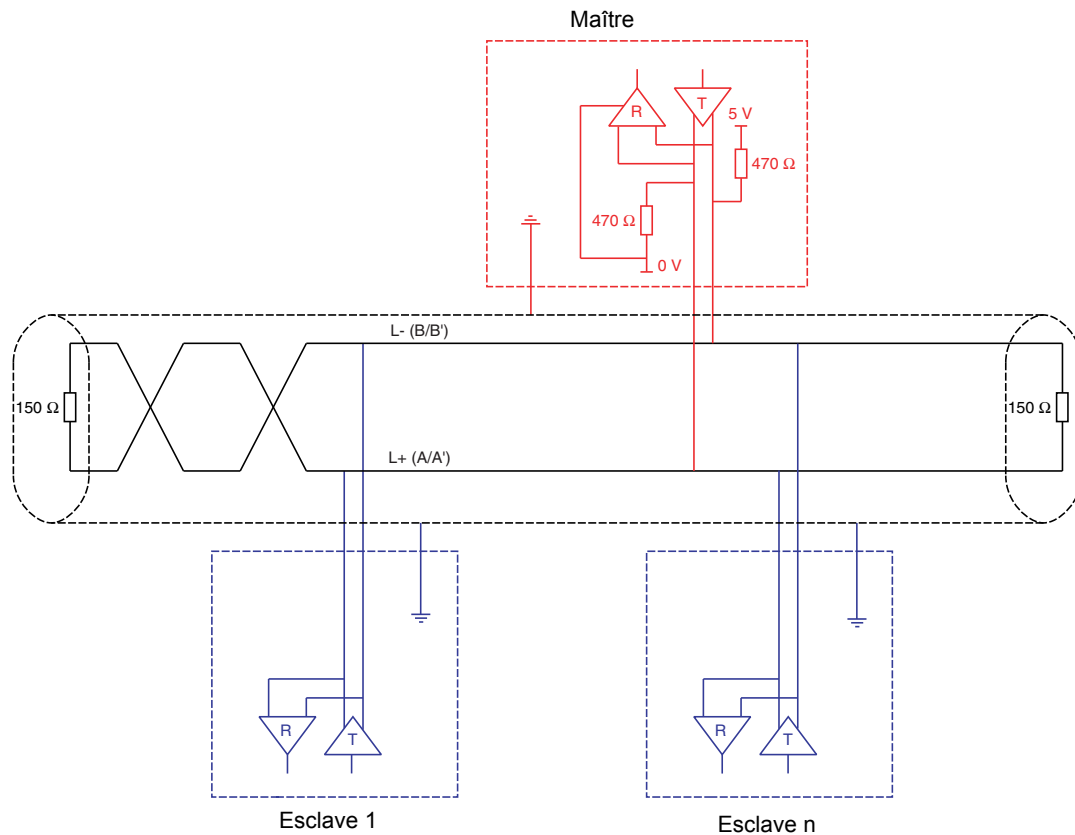 Maître
R
T
5 V
470 Ω
470 Ω
0 V
L- (B/B')
150 Ω
150 Ω
L+ (A/A')
R
T
R
T
Esclave 1
Esclave n